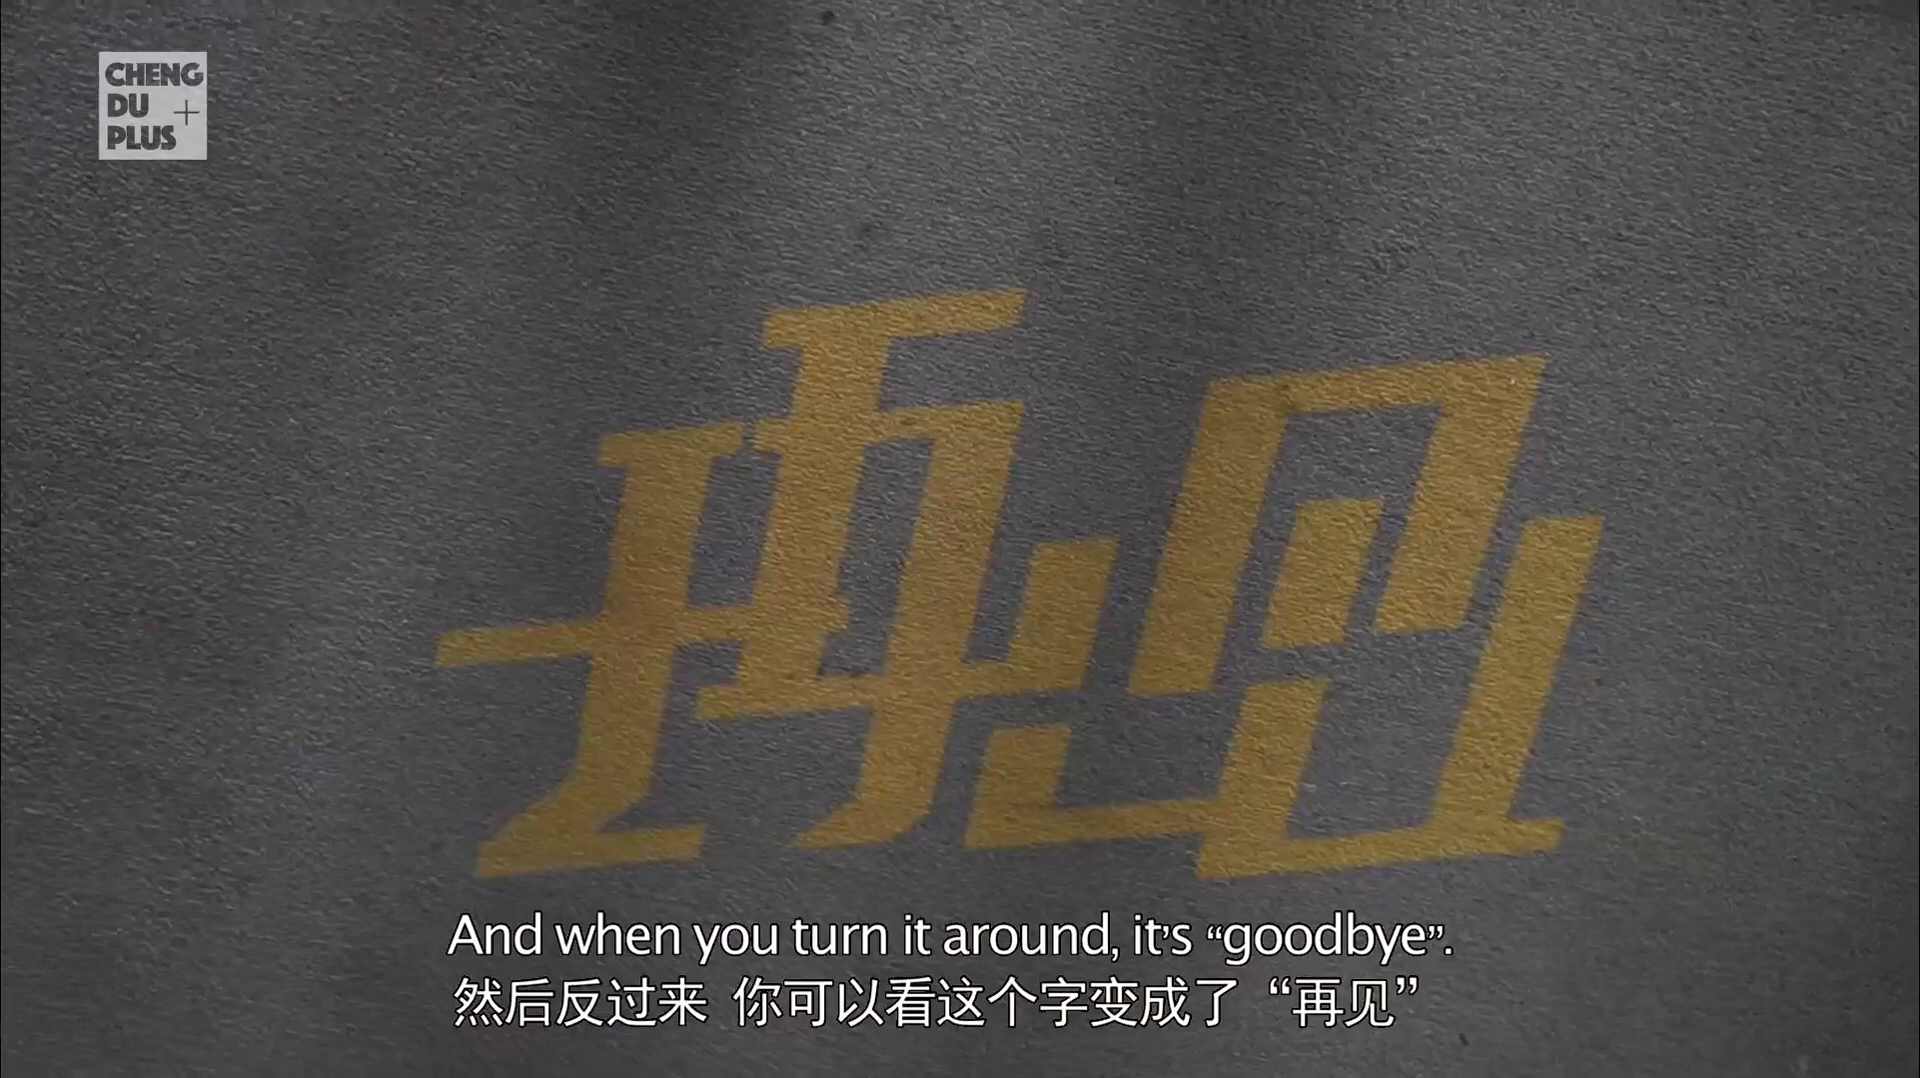 CHENG
DU +
PLUS
再见
And when you turn it around, it's “goodbye”.
然后反过来 你可以看这个字变成了“再见”